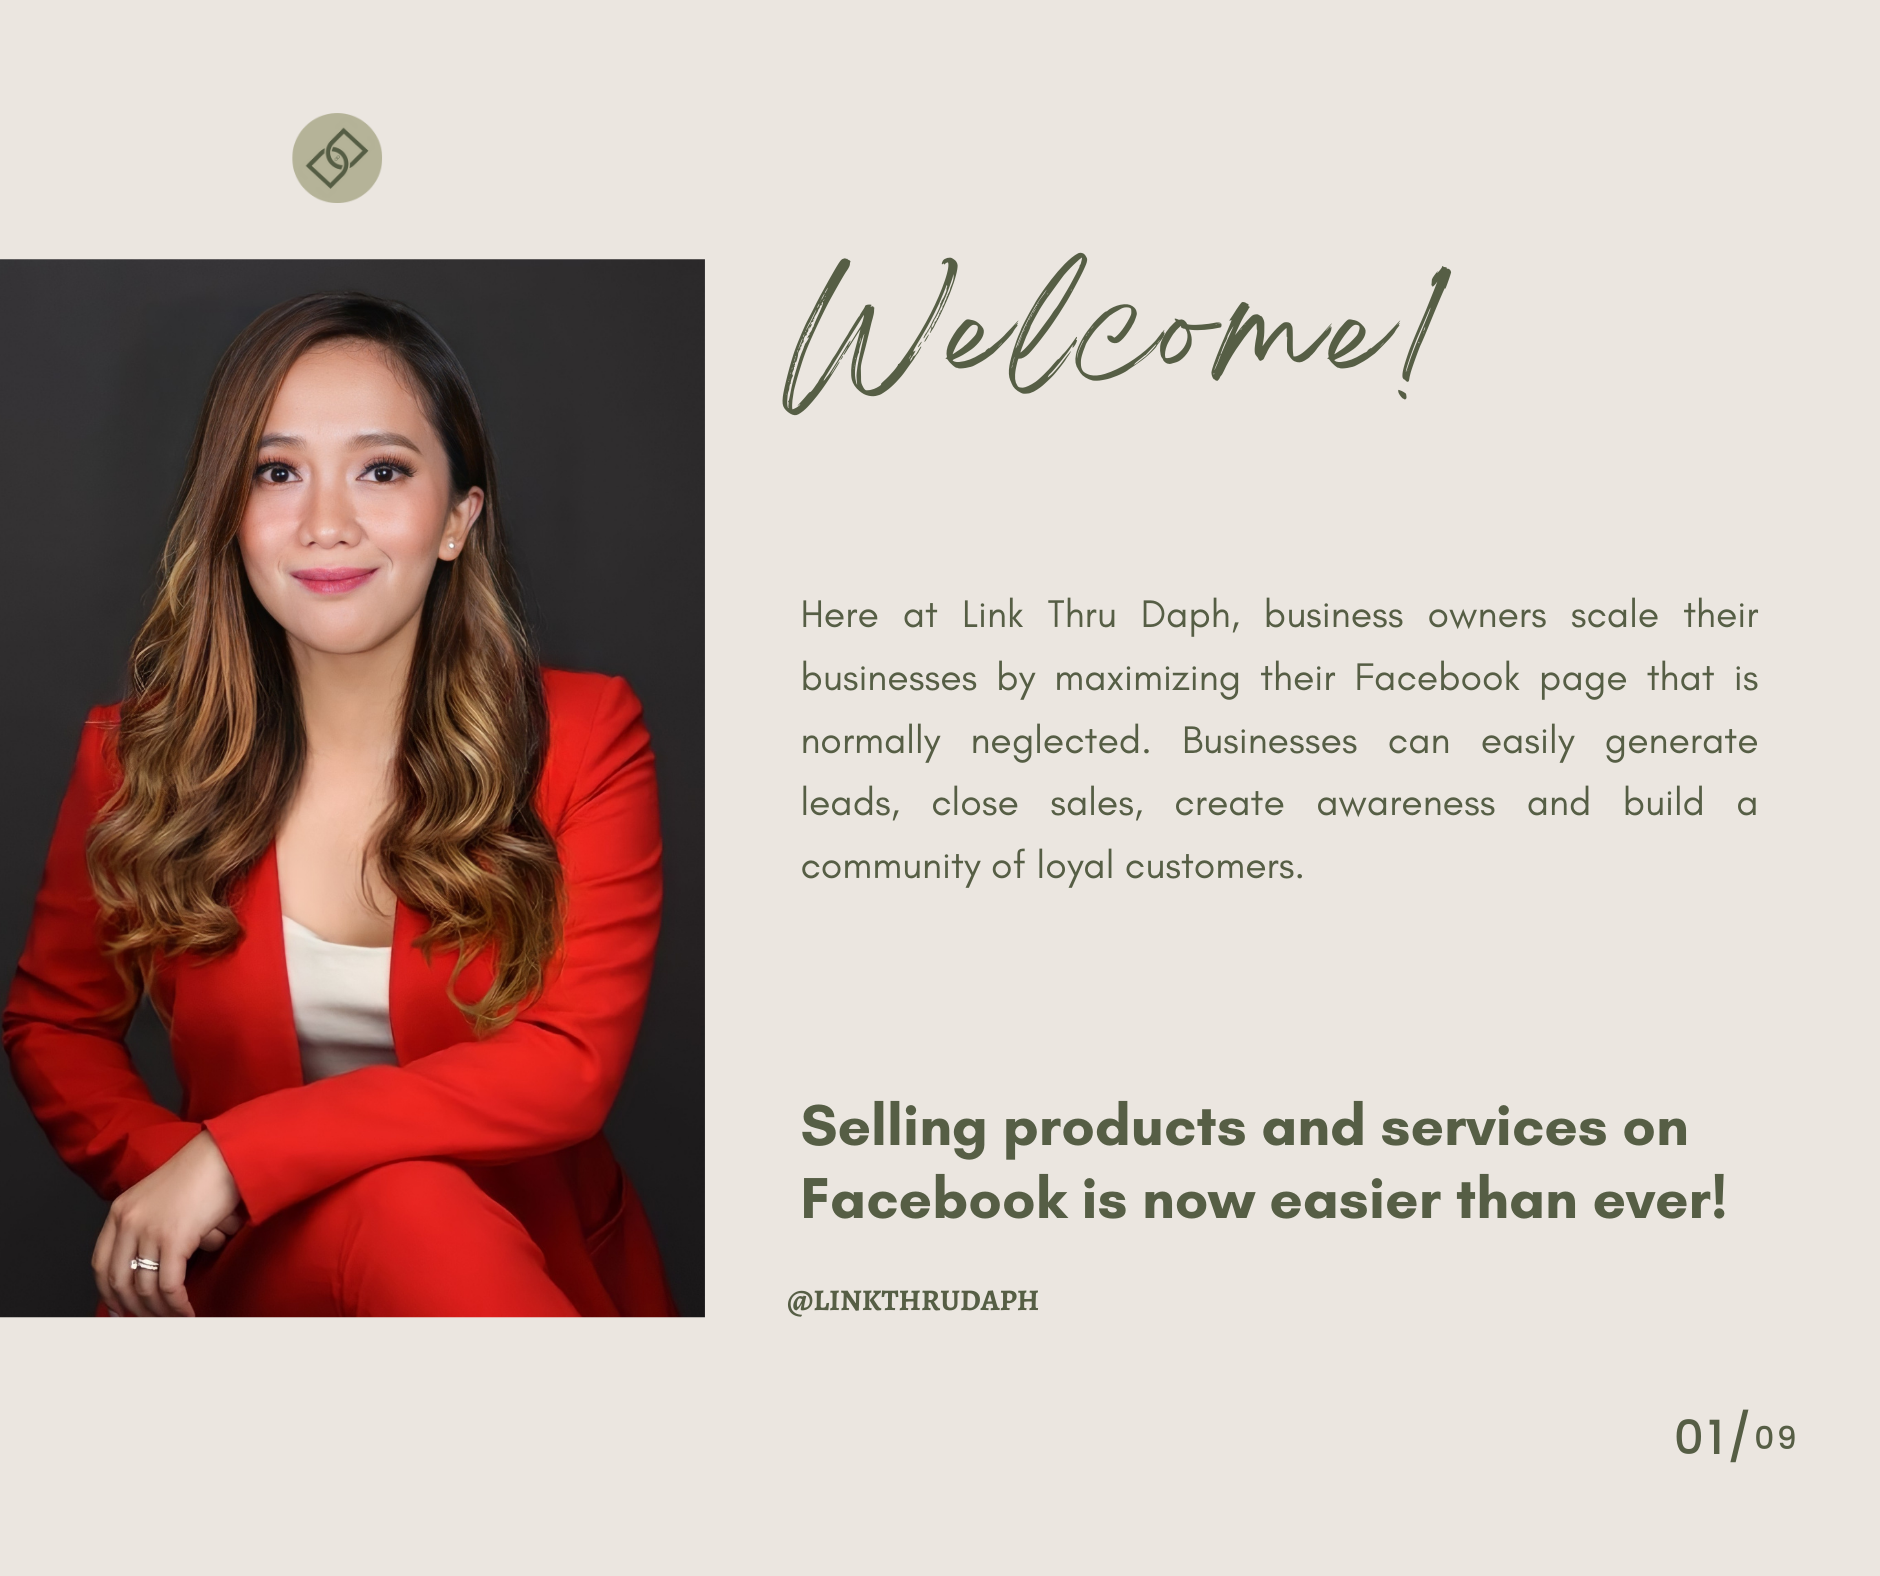 Welcome!
Here at Link Thru Daph, business owners scale their
businesses by maximizing their Facebook page that is
normally neglected. Businesses can easily generate
leads, close sales, create awareness and build a
community of loyal customers.
Selling products and services on
Facebook is now easier than ever!
@LINKTHRUDAPH
01/09